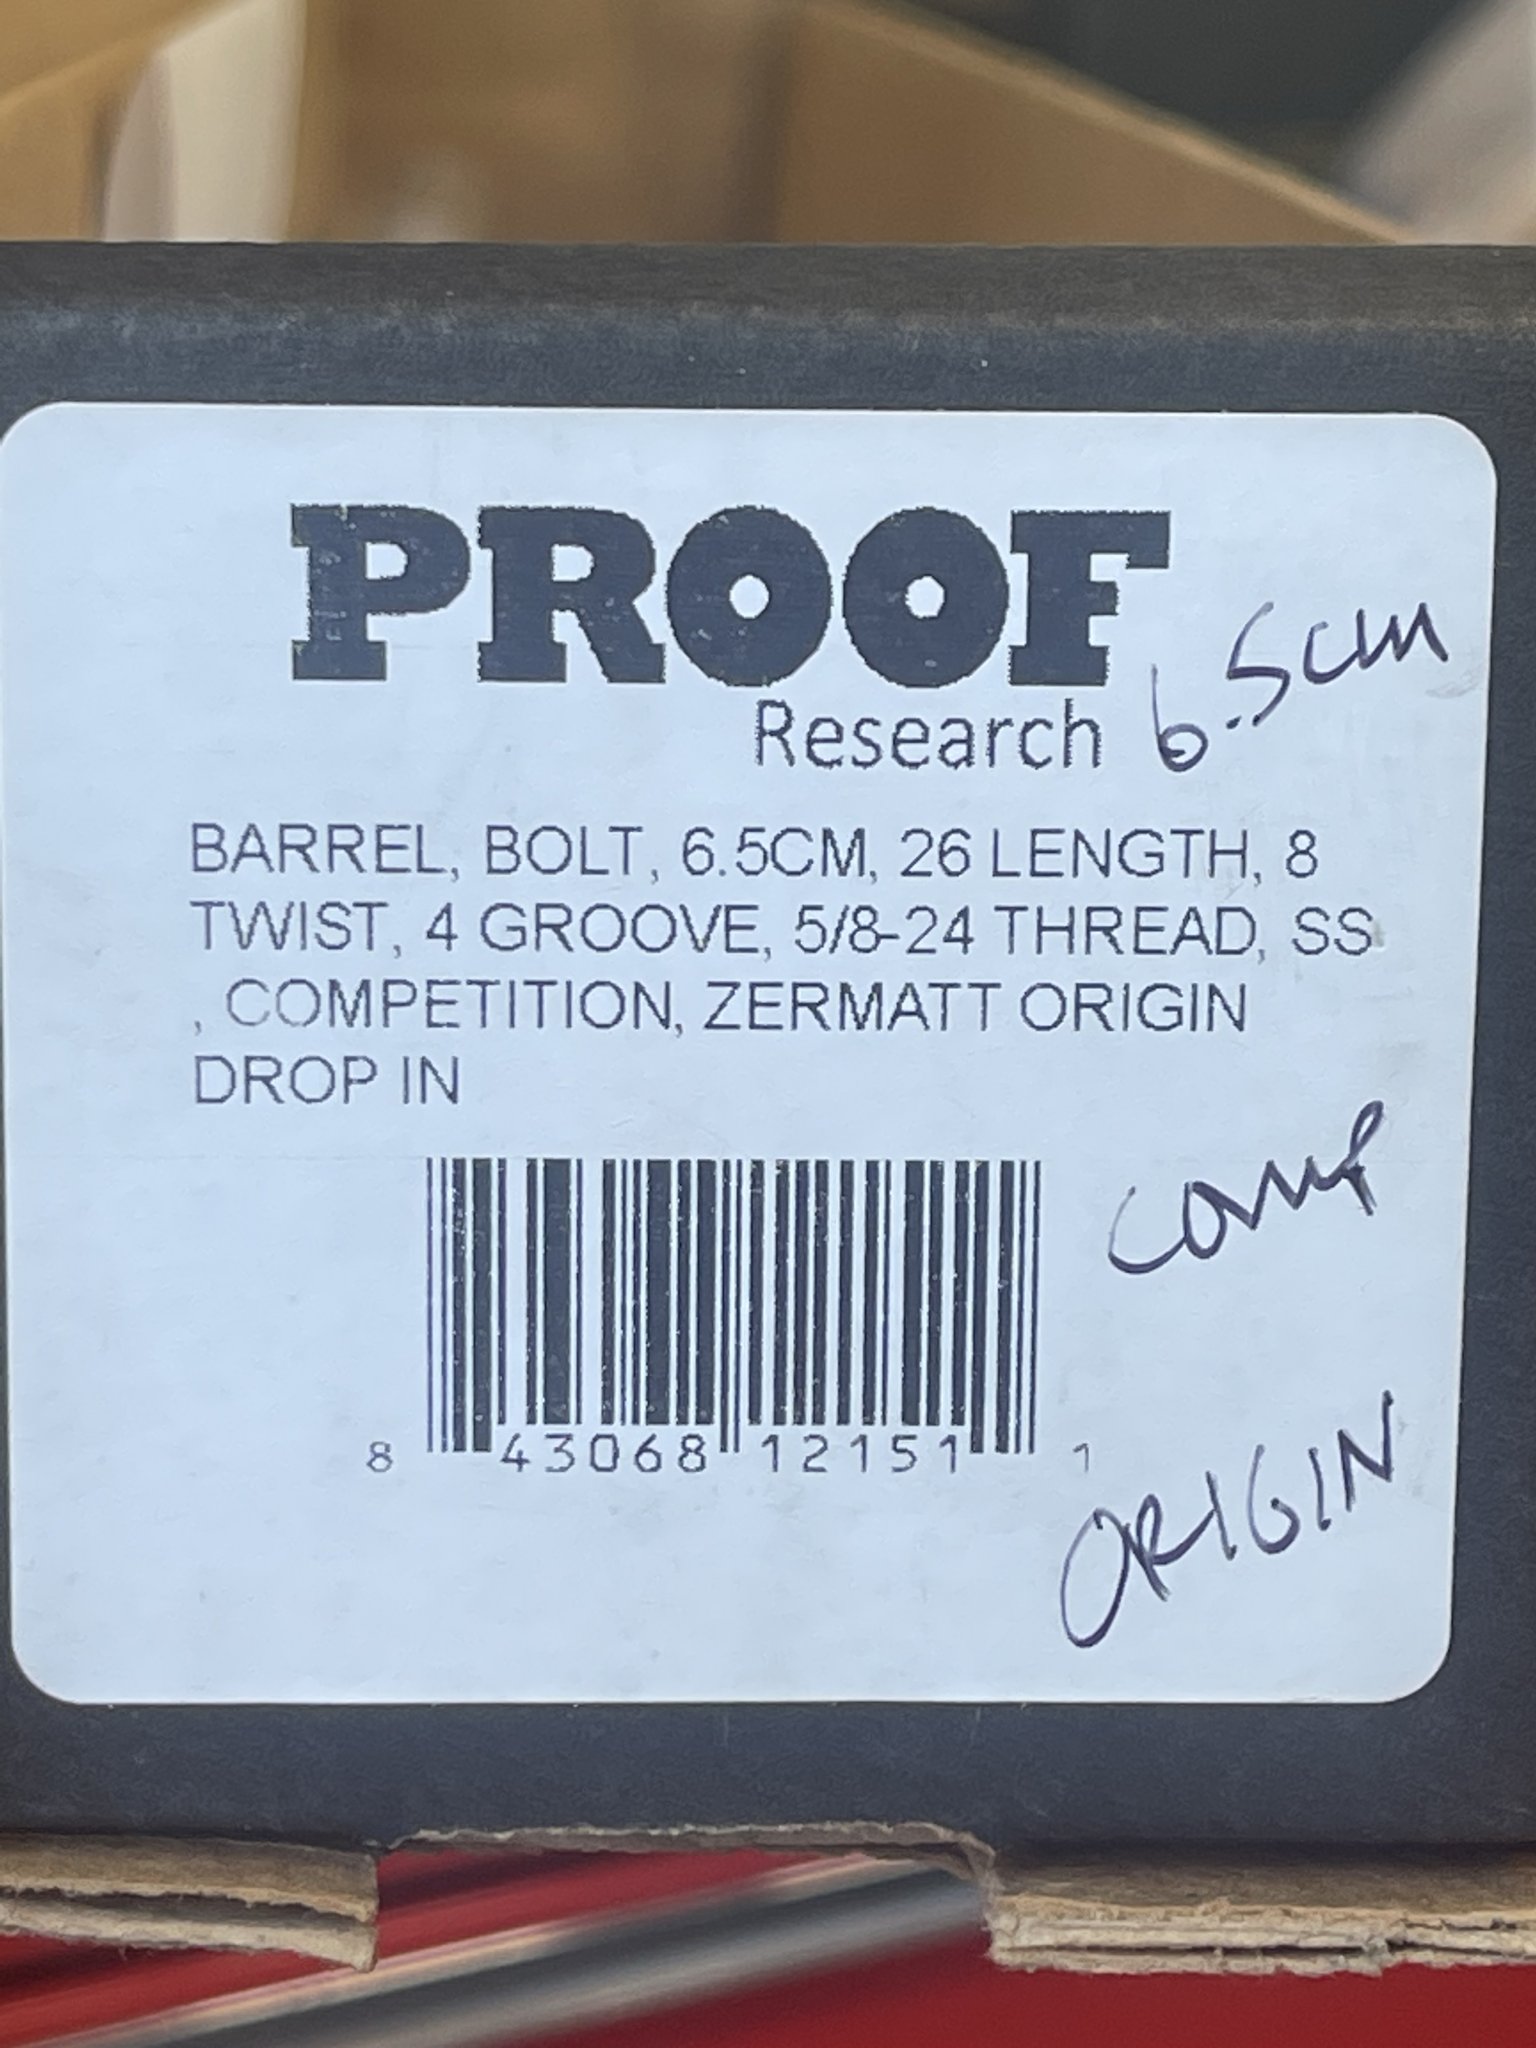 PROOF
Research
6.5cm
BARREL, BOLT, 6.5CM, 26 LENGTH, 8
TWIST, 4 GROOVE, 5/8-24 THREAD, SS
, COMPETITION, ZERMATT ORIGIN
DROP IN
comp
8 43068 12151 1
ORIGIN